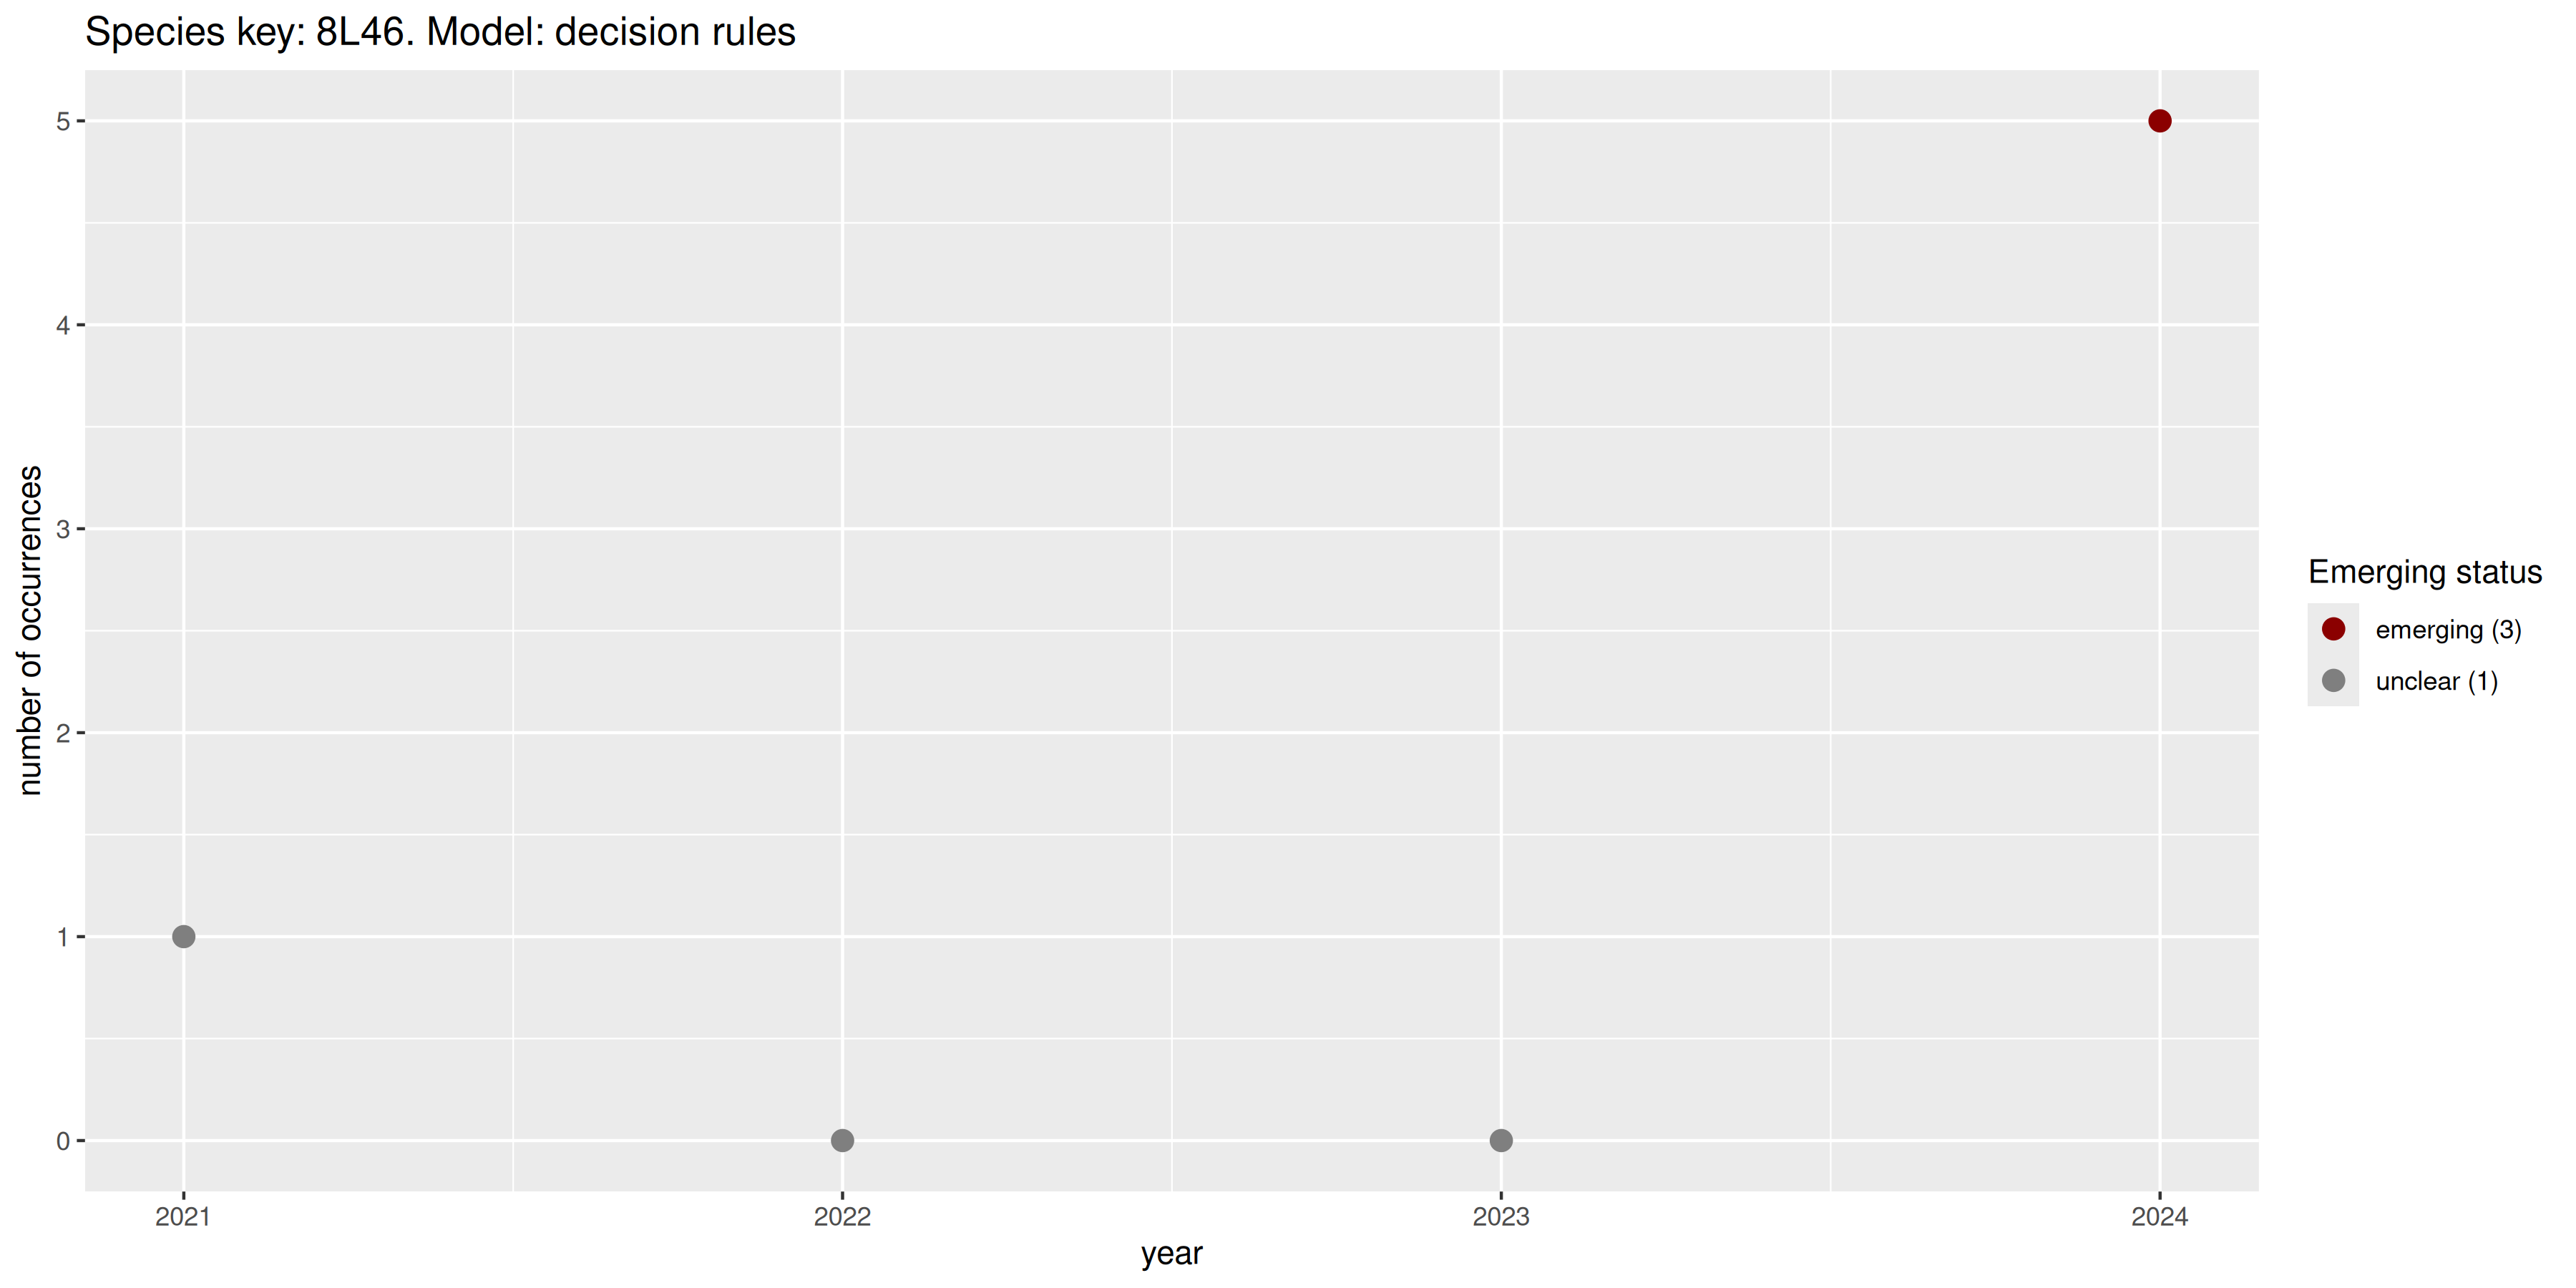 Species key: 8L46. Model: decision rules
5
4
3
2
1
0
number of occurrences
2021
2022
2023
2024
year
Emerging status
emerging (3)
unclear (1)